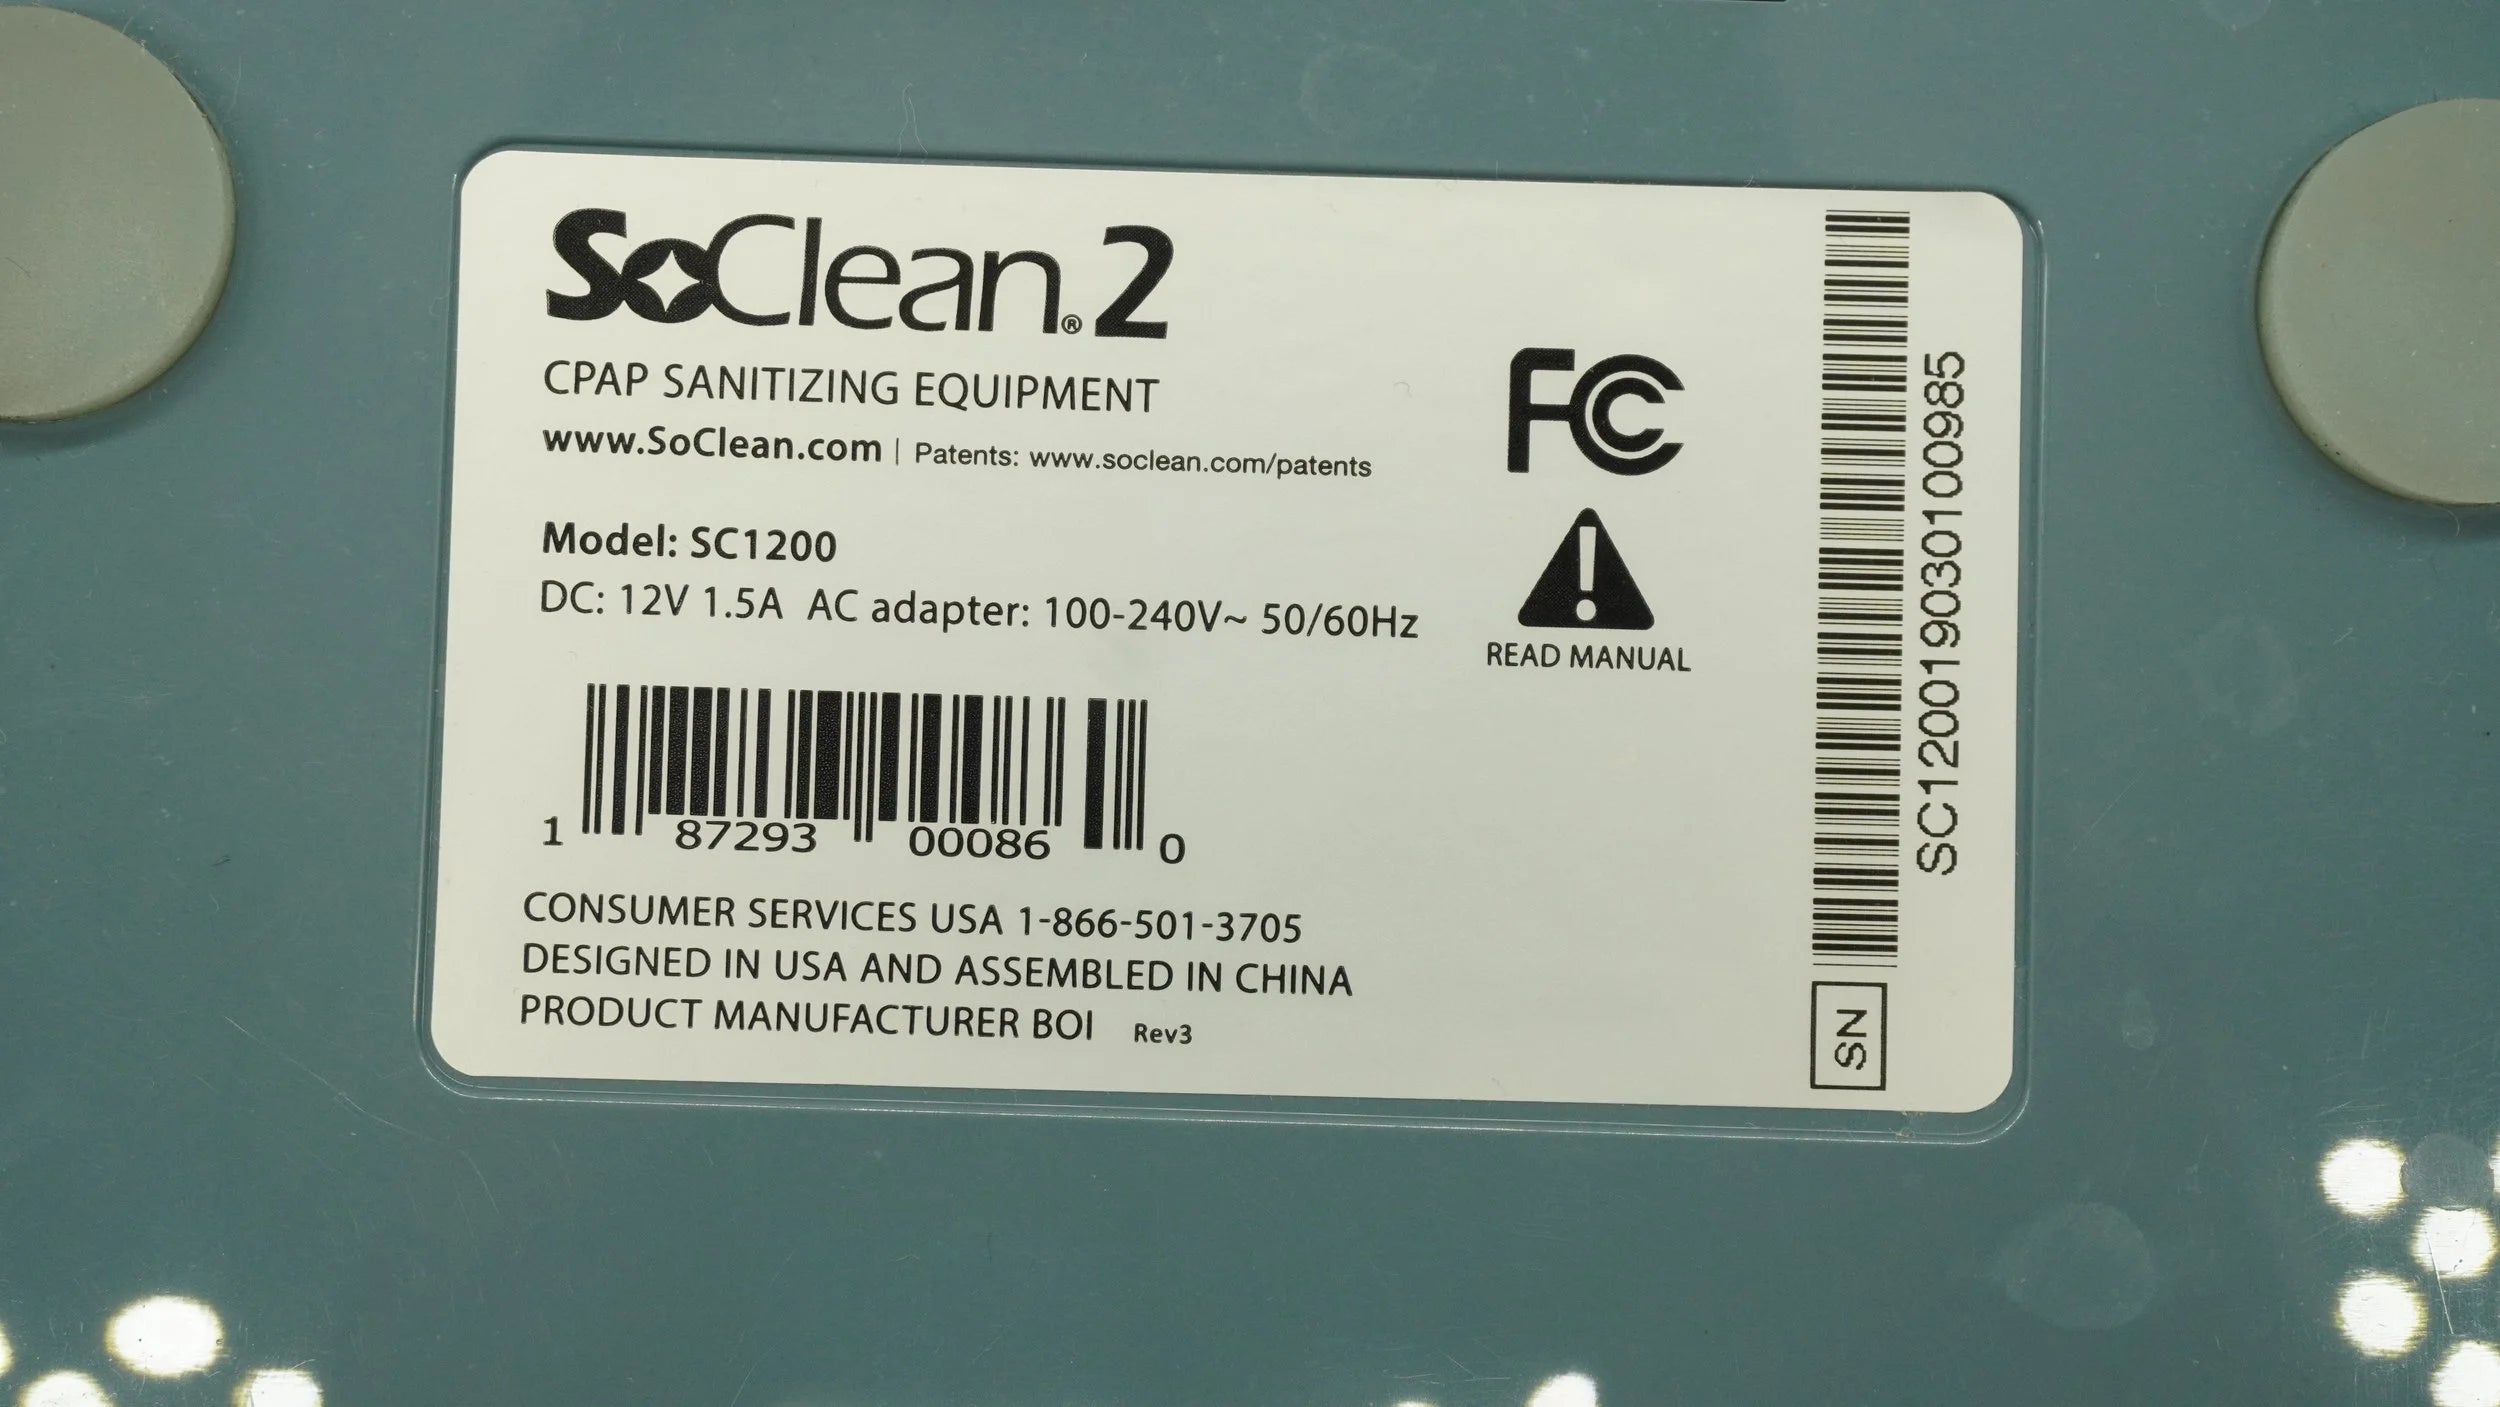 SoClean® 2
CPAP SANITIZING EQUIPMENT
www.SoClean.com | Patents: www.soclean.com/patents
Model: SC1200
DC: 12V 1.5A AC adapter: 100-240V~ 50/60Hz
1 87293 00086 0
CONSUMER SERVICES USA 1-866-501-3705
DESIGNED IN USA AND ASSEMBLED IN CHINA
PRODUCT MANUFACTURER BOI Rev3
FC
READ MANUAL
SC120019030100985
SN